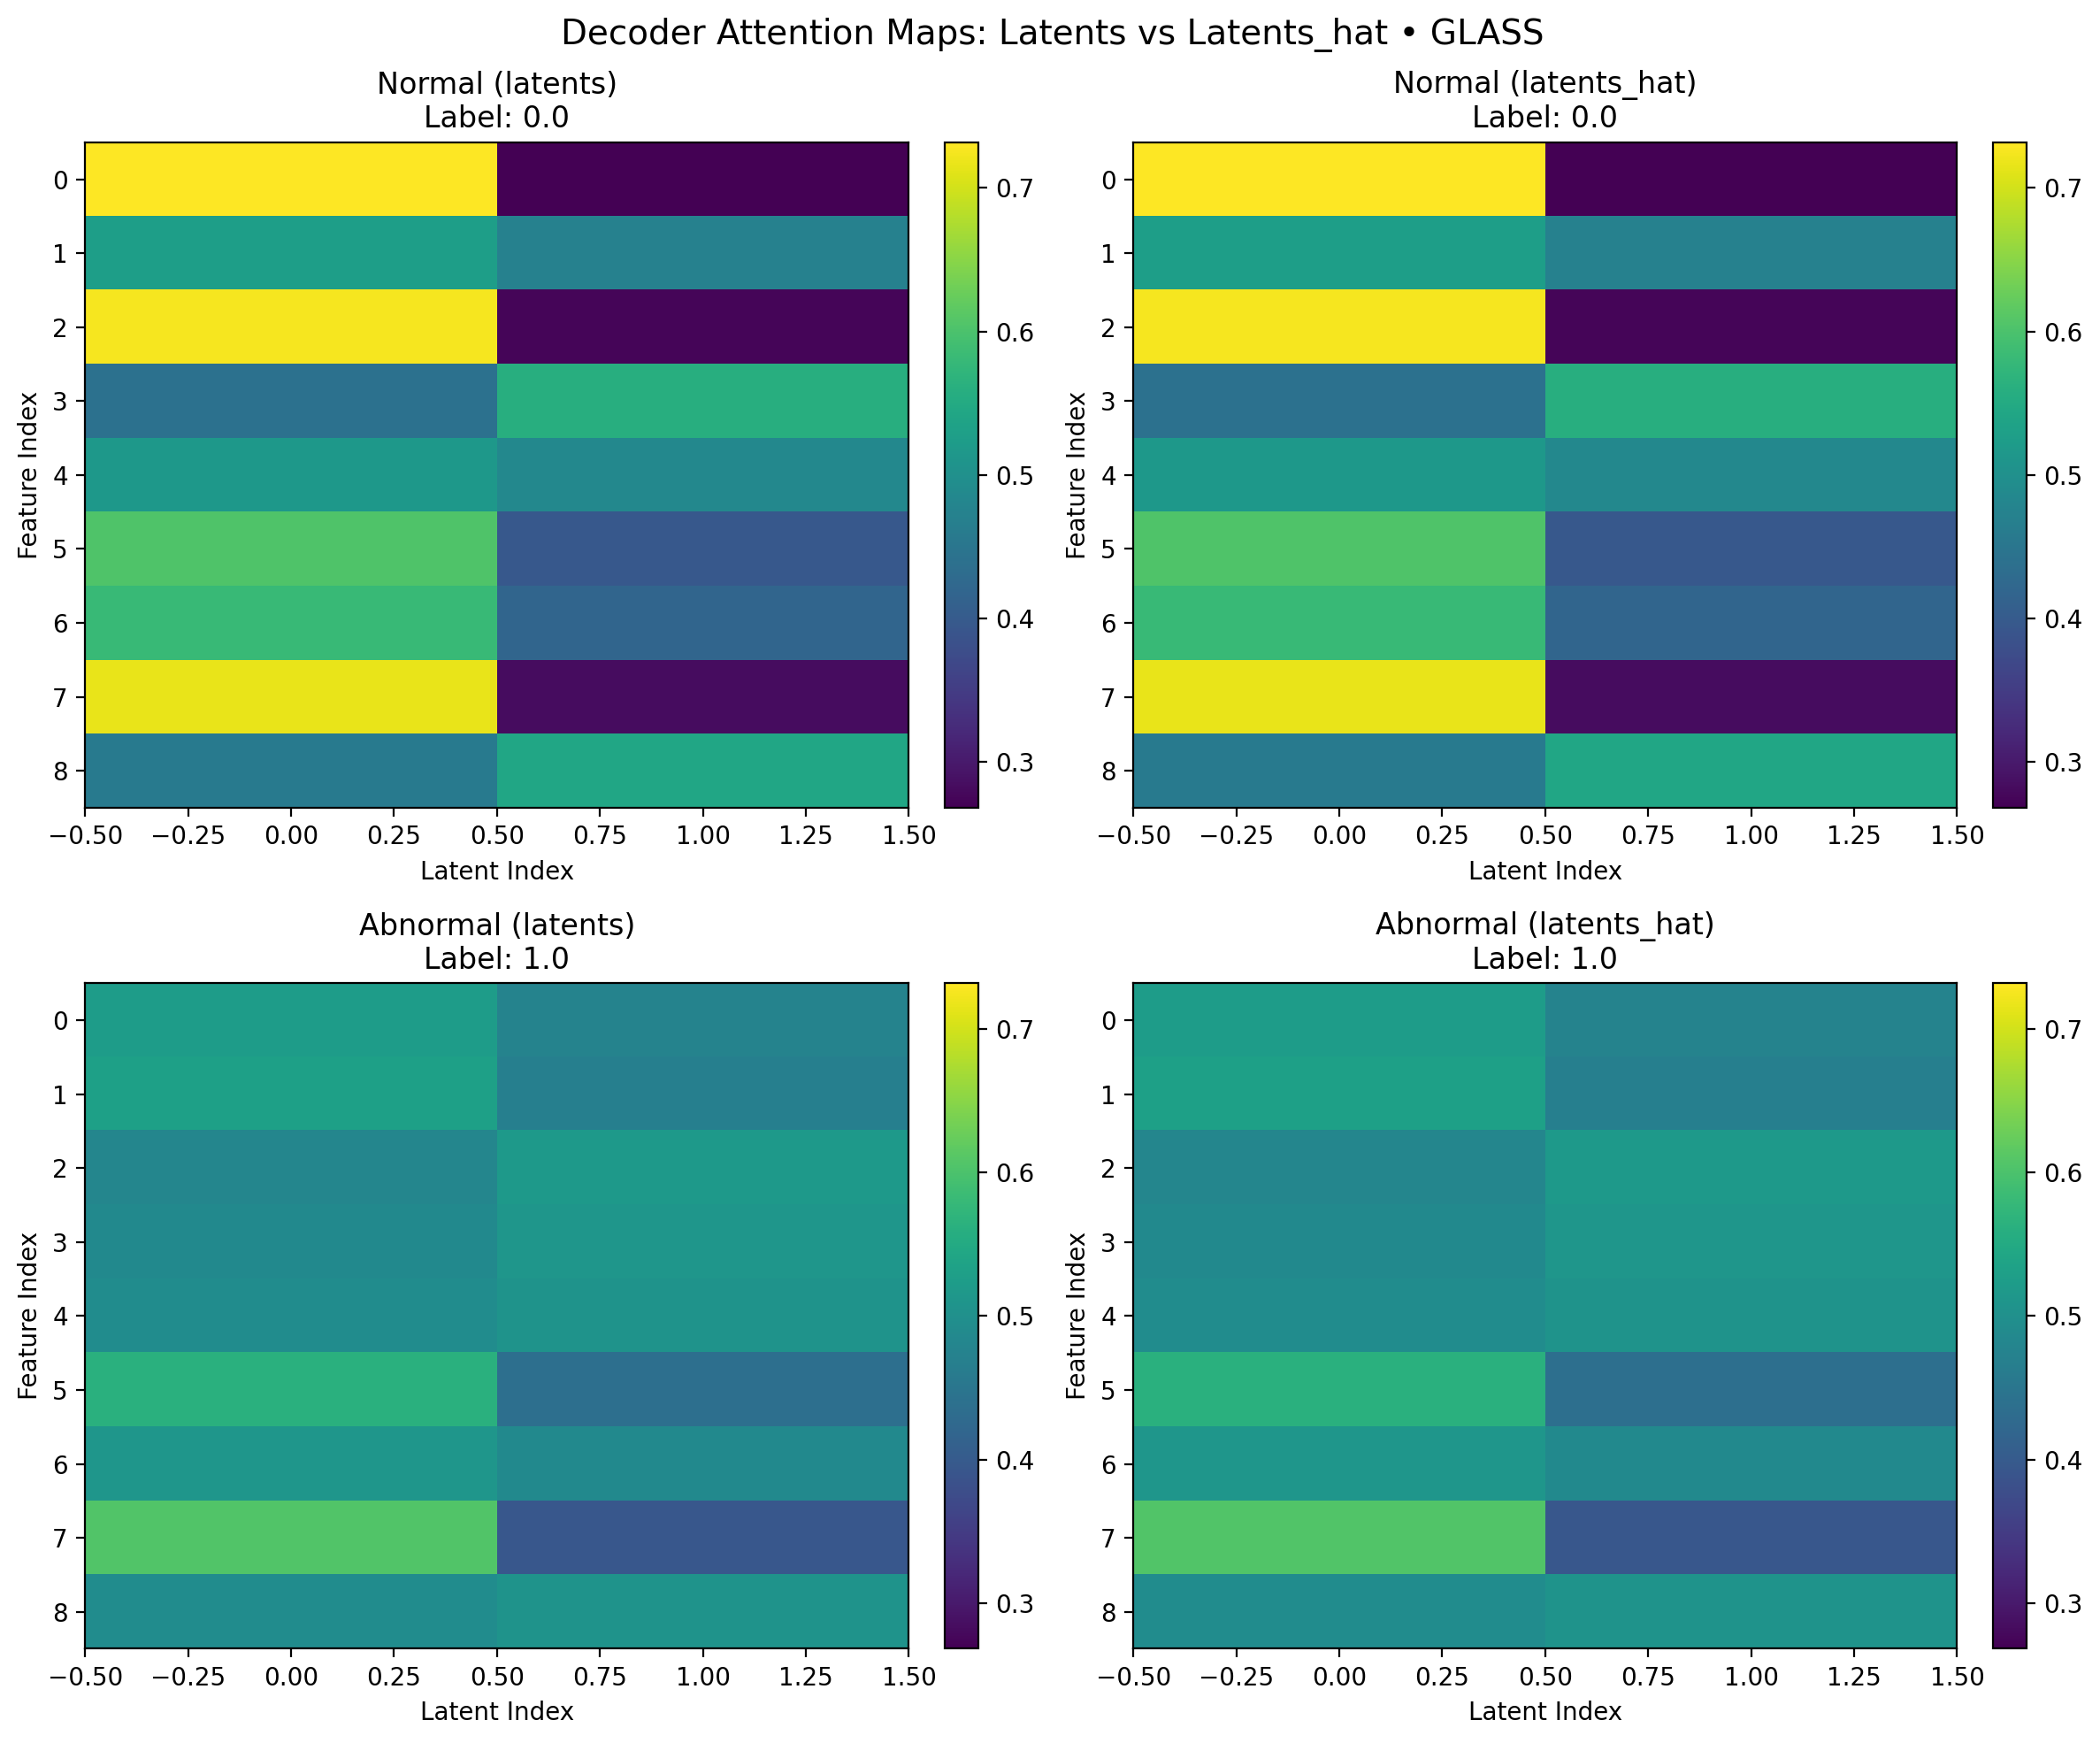 Decoder Attention Maps: Latents vs Latents_hat • GLASS
Normal (latents)
Label: 0.0
Feature Index
0
1
2
3
4
5
6
7
8
−0.50 −0.25 0.00 0.25 0.50 0.75 1.00 1.25 1.50
Latent Index
0.7
0.6
0.5
0.4
0.3
Normal (latents_hat)
Label: 0.0
Feature Index
0
1
2
3
4
5
6
7
8
−0.50 −0.25 0.00 0.25 0.50 0.75 1.00 1.25 1.50
Latent Index
0.7
0.6
0.5
0.4
0.3
Abnormal (latents)
Label: 1.0
Feature Index
0
1
2
3
4
5
6
7
8
−0.50 −0.25 0.00 0.25 0.50 0.75 1.00 1.25 1.50
Latent Index
0.7
0.6
0.5
0.4
0.3
Abnormal (latents_hat)
Label: 1.0
Feature Index
0
1
2
3
4
5
6
7
8
−0.50 −0.25 0.00 0.25 0.50 0.75 1.00 1.25 1.50
Latent Index
0.7
0.6
0.5
0.4
0.3